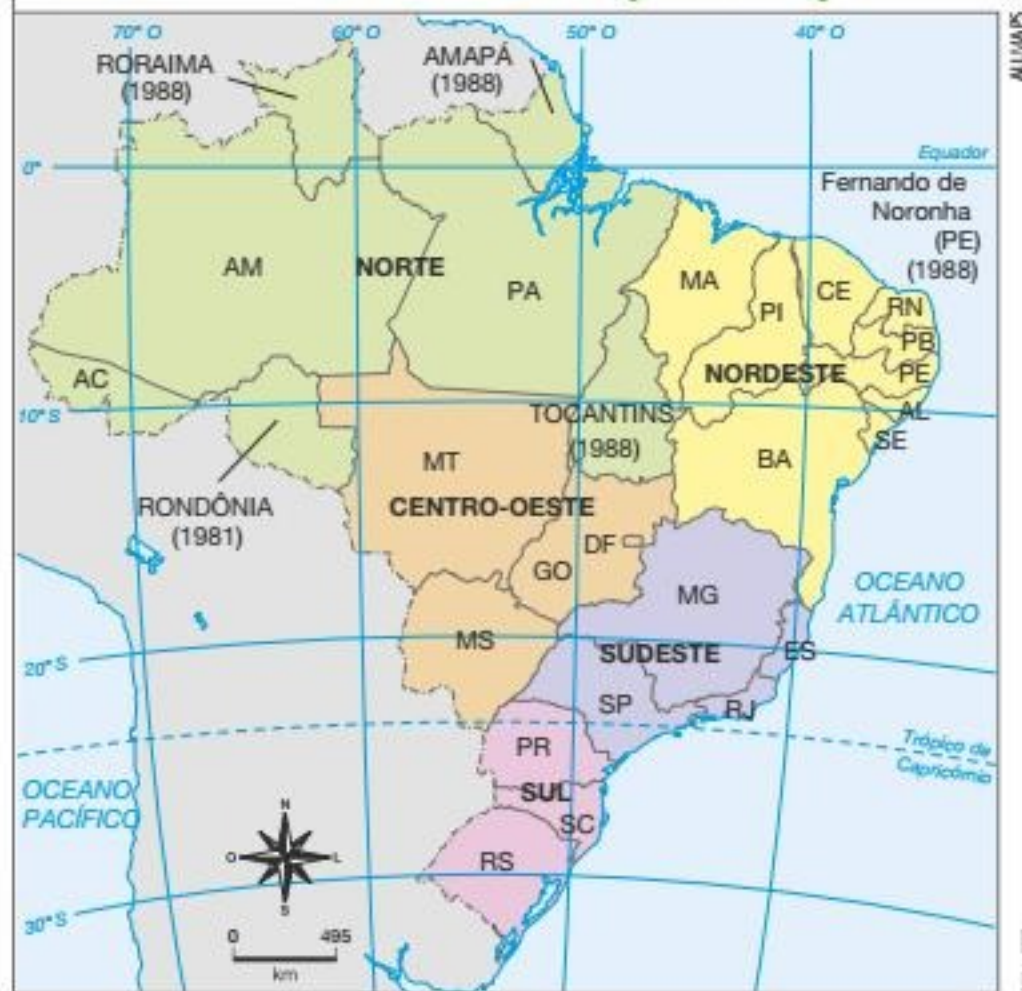 70° O
60° O
50° O
40° O
RORAIMA
(1988)
AMAPÁ
(1988)
Equador
0°
Fernando de
Noronha
(PE)
(1988)
AM
NORTE
PA
MA
PI
CE
RN
PB
PE
NORDESTE
AC
10° S
TOCANTINS
(1988)
AL
SE
BA
MT
RONDÔNIA
(1981)
CENTRO-OESTE
DF
GO
MG
OCEANO
ATLÂNTICO
MS
SUDESTE
ES
20° S
SP
RJ
PR
Trópico de
Capricórnio
OCEANO
PACÍFICO
SUL
SC
N
O
L
S
RS
30° S
0
495
km